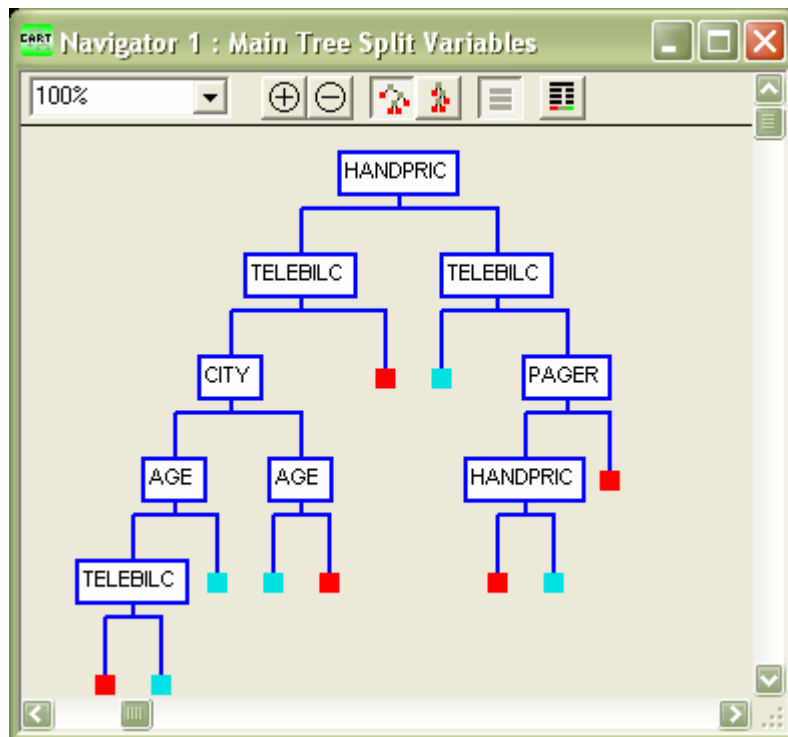 CART Navigator 1 : Main Tree Split Variables
100%
HANDPRIC
TELEBILC TELEBILC
CITY PAGER
AGE AGE HANDPRIC
TELEBILC